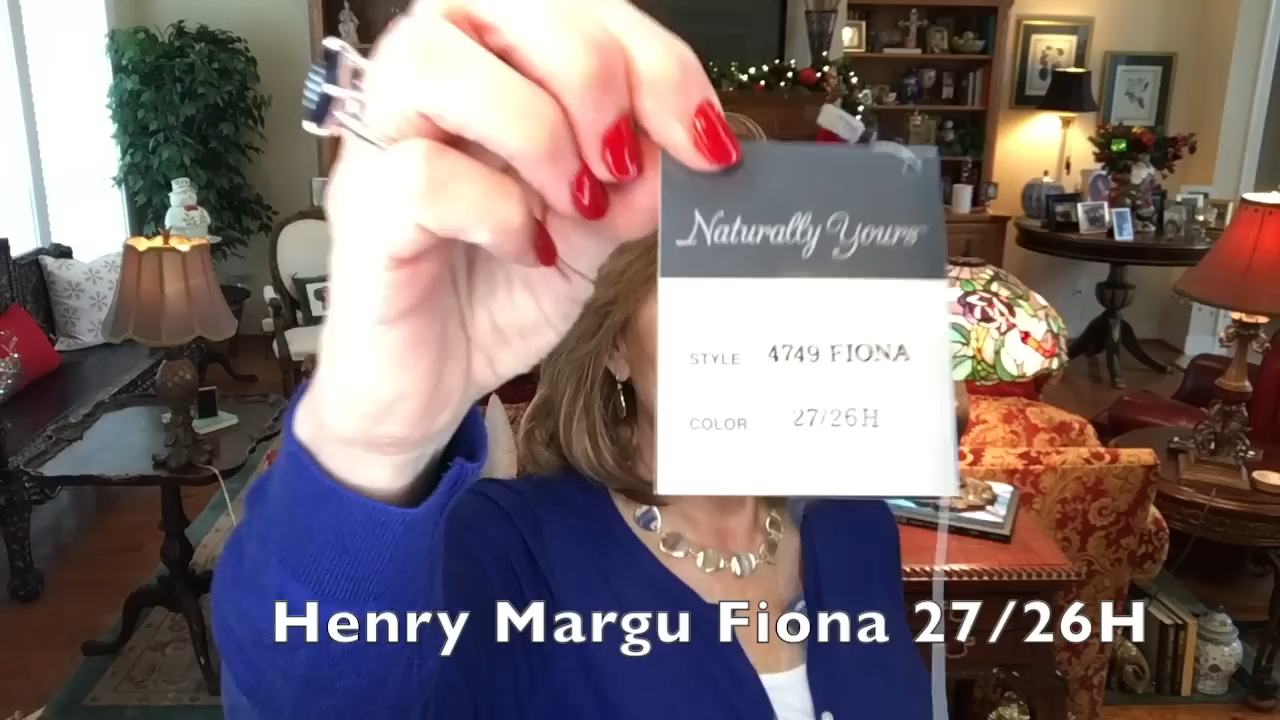 Naturally Yours
STYLE 4749 FIONA
COLOR 27/26H
Henry Margu Fiona 27/26H